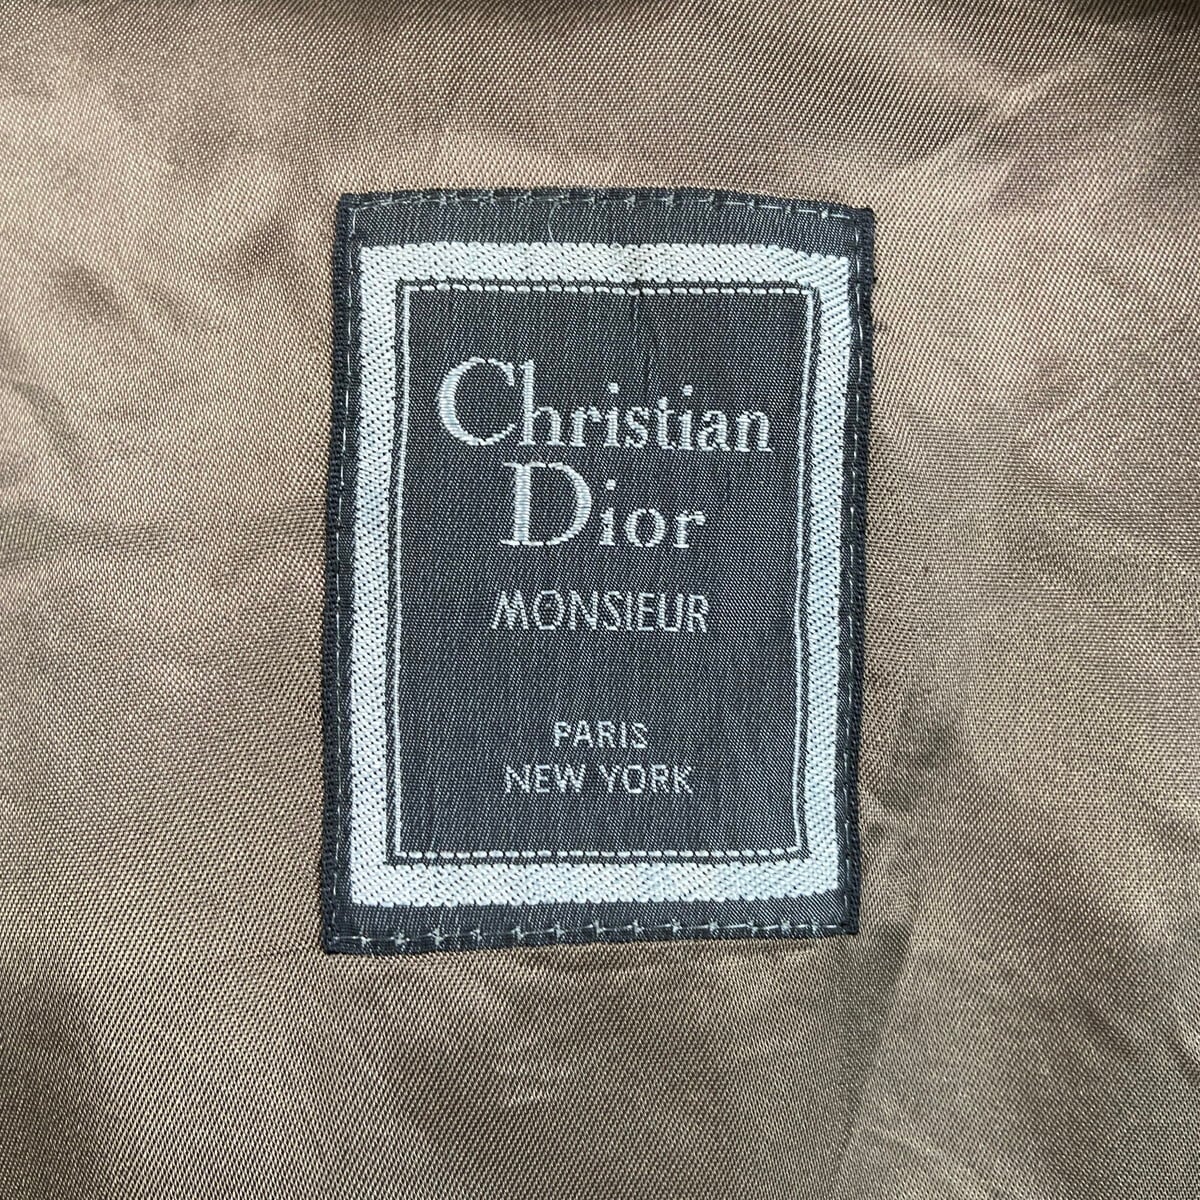 Christian
Dior
MONSIEUR
PARIS
NEW YORK